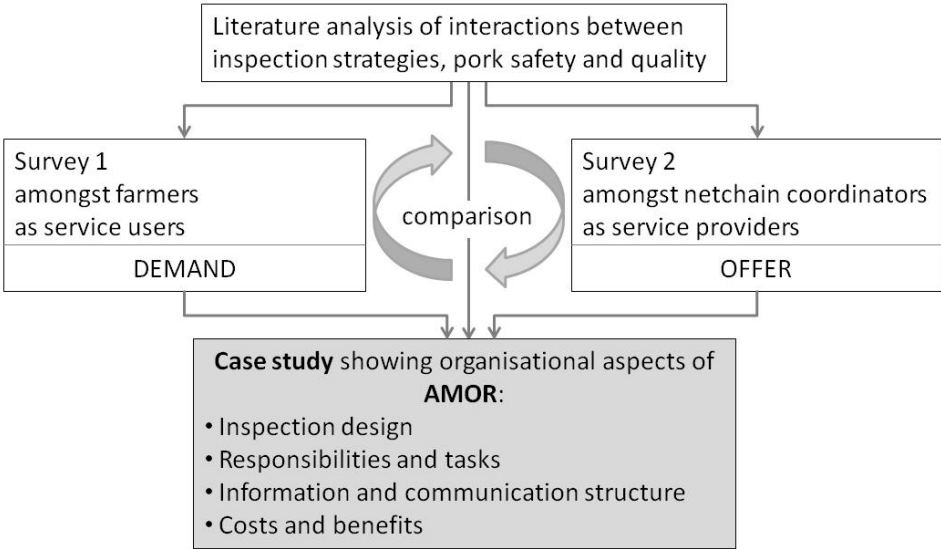 Literature analysis of interactions between
inspection strategies, pork safety and quality
Survey 1
amongst farmers
as service users
DEMAND
comparison
Survey 2
amongst netchain coordinators
as service providers
OFFER
Case study showing organisational aspects of
AMOR:
• Inspection design
• Responsibilities and tasks
• Information and communication structure
• Costs and benefits